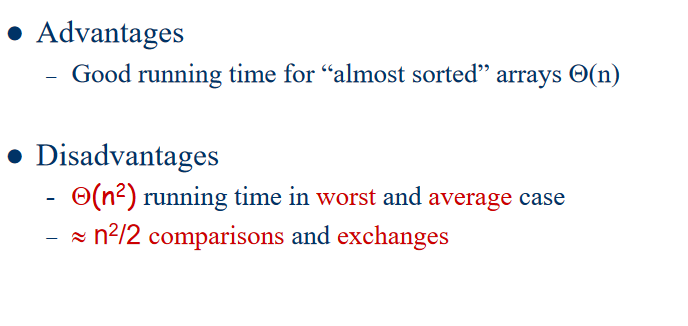 ● Advantages
– Good running time for “almost sorted” arrays Θ(n)
● Disadvantages
- Θ(n²) running time in worst and average case
– ≈ n²/2 comparisons and exchanges